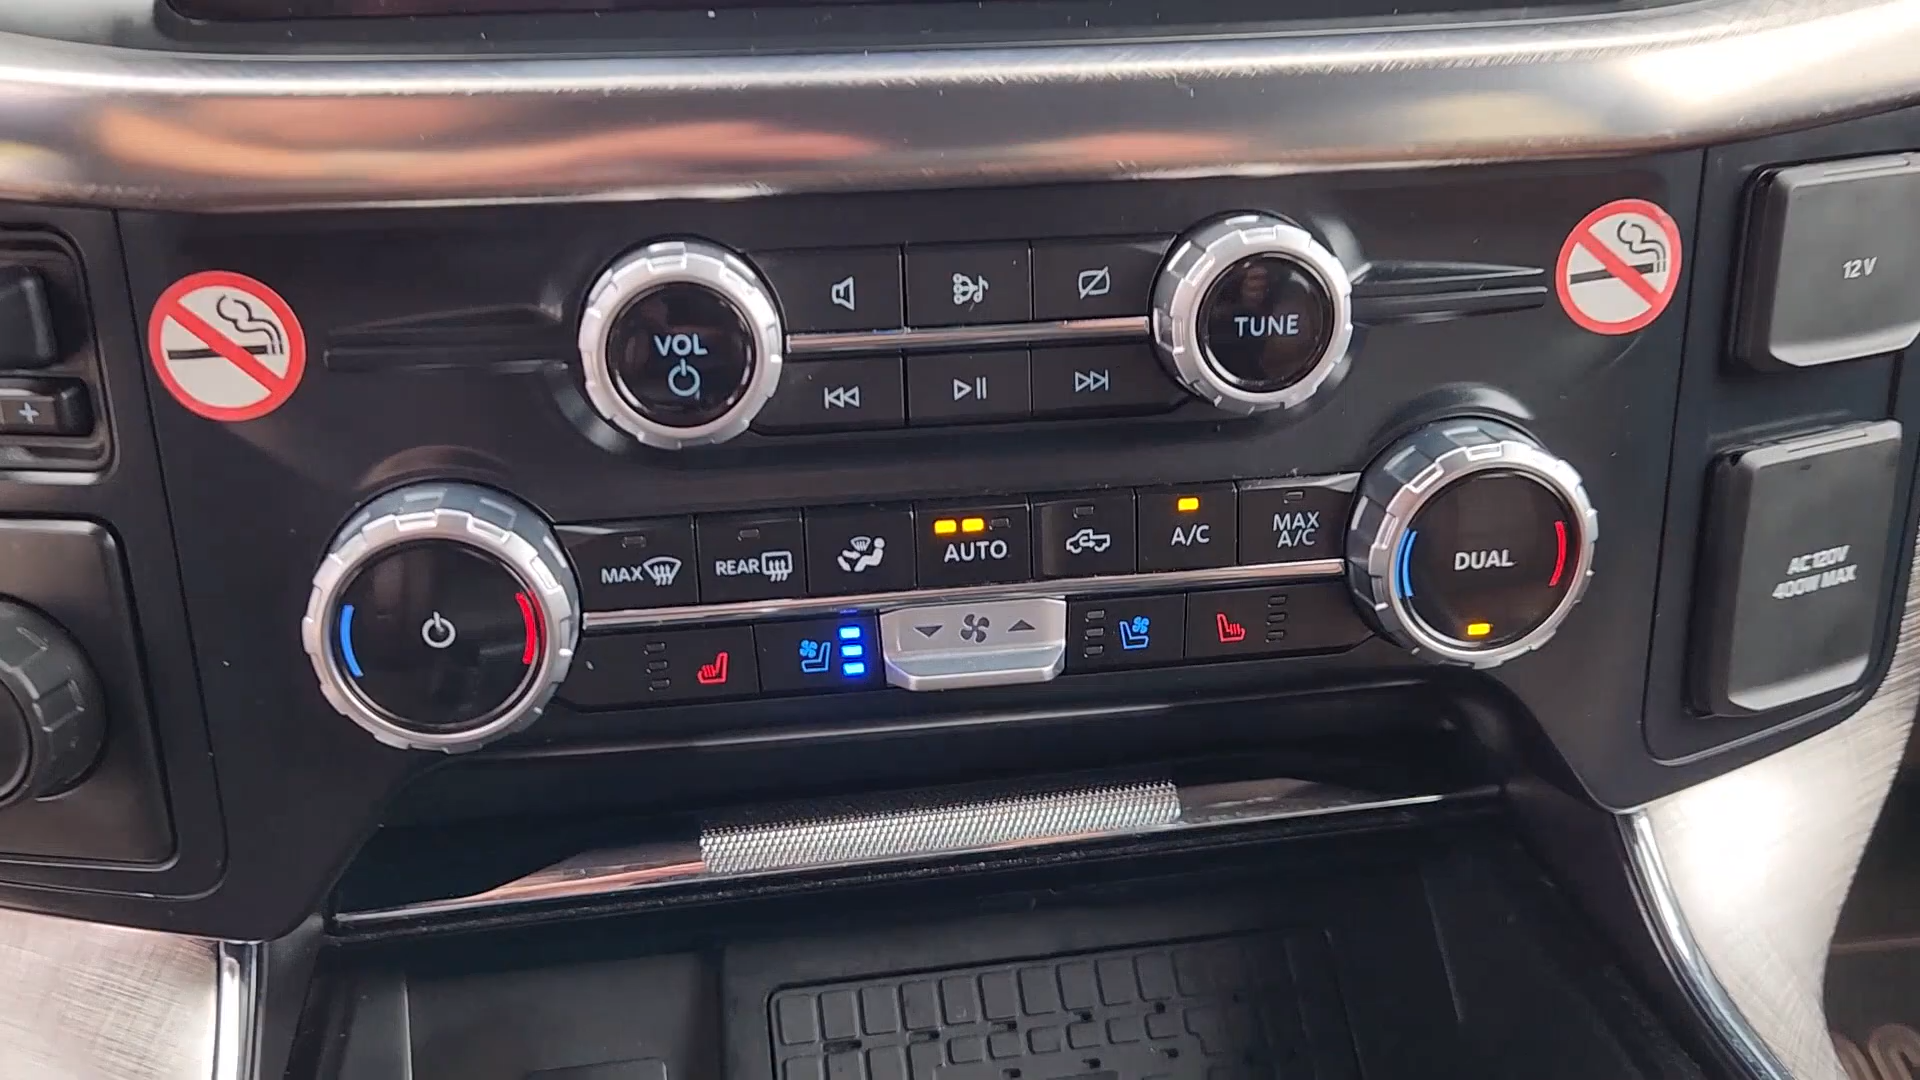 12V
VOL
TUNE
MAX
REAR
AUTO
A/C
MAX
A/C
DUAL
AC 120V
400W MAX